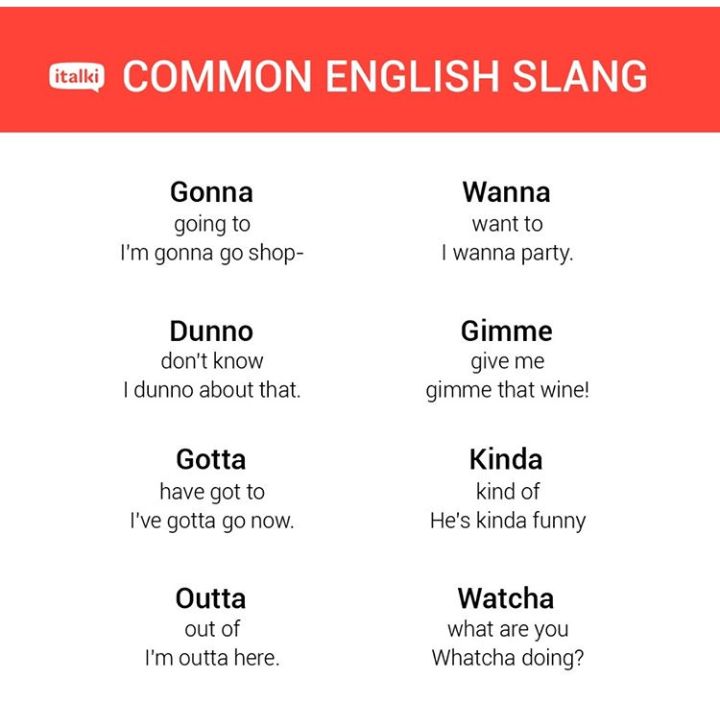 italki COMMON ENGLISH SLANG
Gonna
going to
I'm gonna go shop-
Wanna
want to
I wanna party.
Dunno
don't know
I dunno about that.
Gimme
give me
gimme that wine!
Gotta
have got to
I've gotta go now.
Kinda
kind of
He's kinda funny
Outta
out of
I'm outta here.
Watcha
what are you
Whatcha doing?